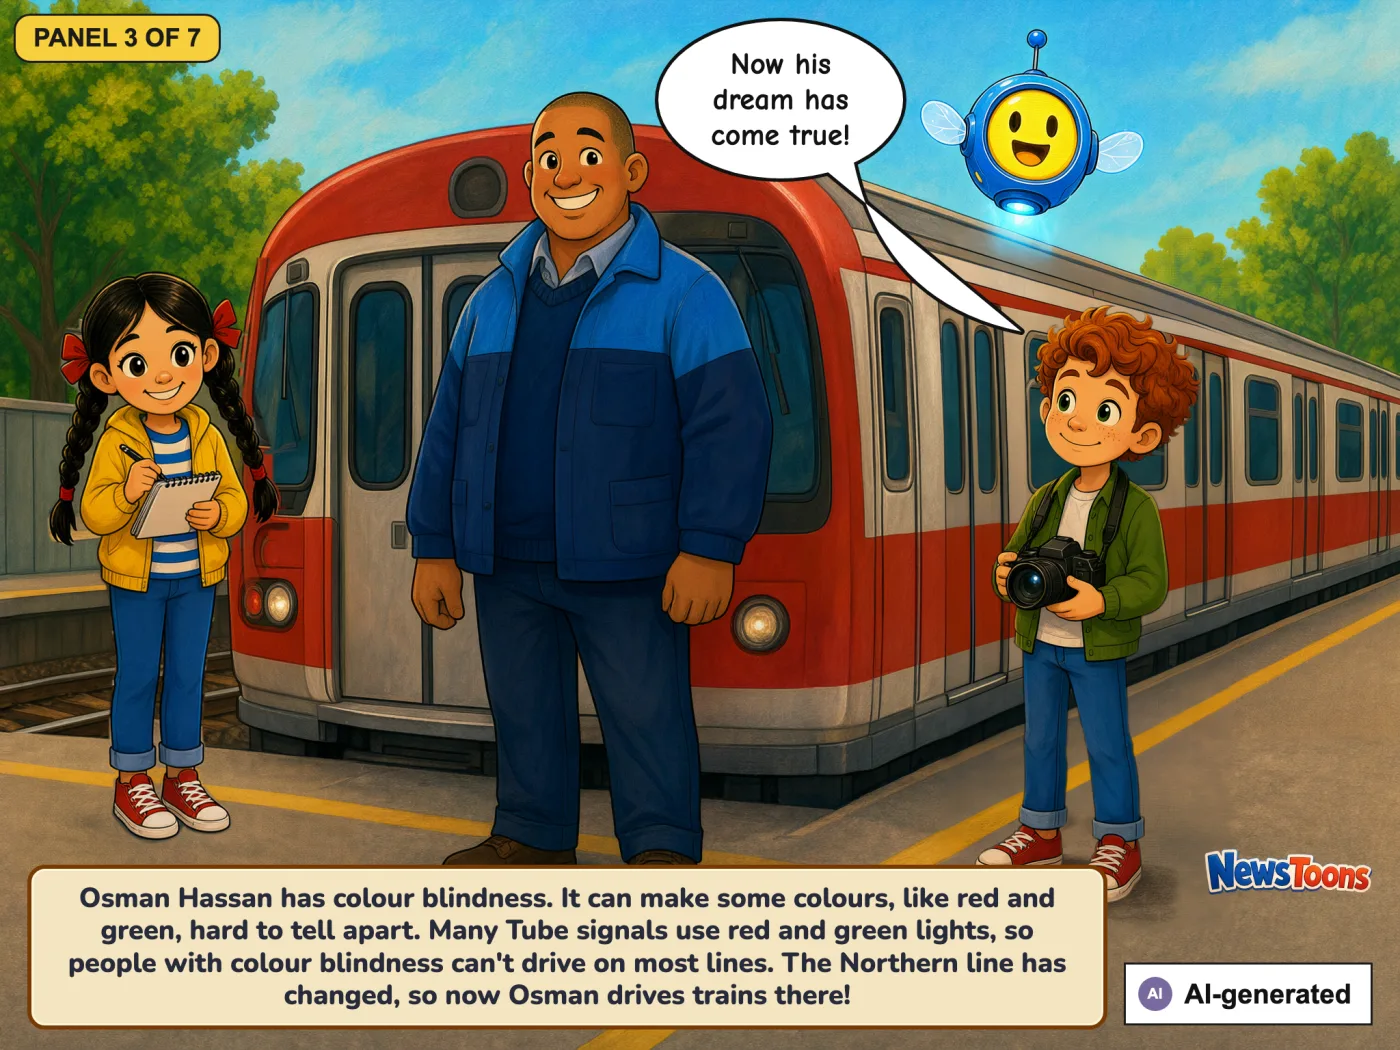 PANEL 3 OF 7
Now his
dream has
come true!
NewsToons
Osman Hassan has colour blindness. It can make some colours, like red and
green, hard to tell apart. Many Tube signals use red and green lights, so
people with colour blindness can't drive on most lines. The Northern line has
changed, so now Osman drives trains there!
AI AI-generated